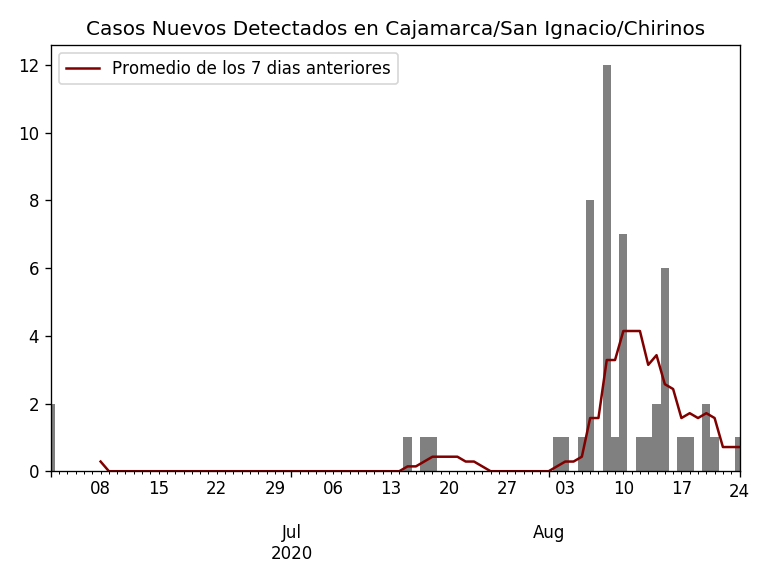 Casos Nuevos Detectados en Cajamarca/San Ignacio/Chirinos
Promedio de los 7 dias anteriores
12
10
8
6
4
2
0
08 15 22 29 06 13 20 27 03 10 17 24
Jul Aug
2020